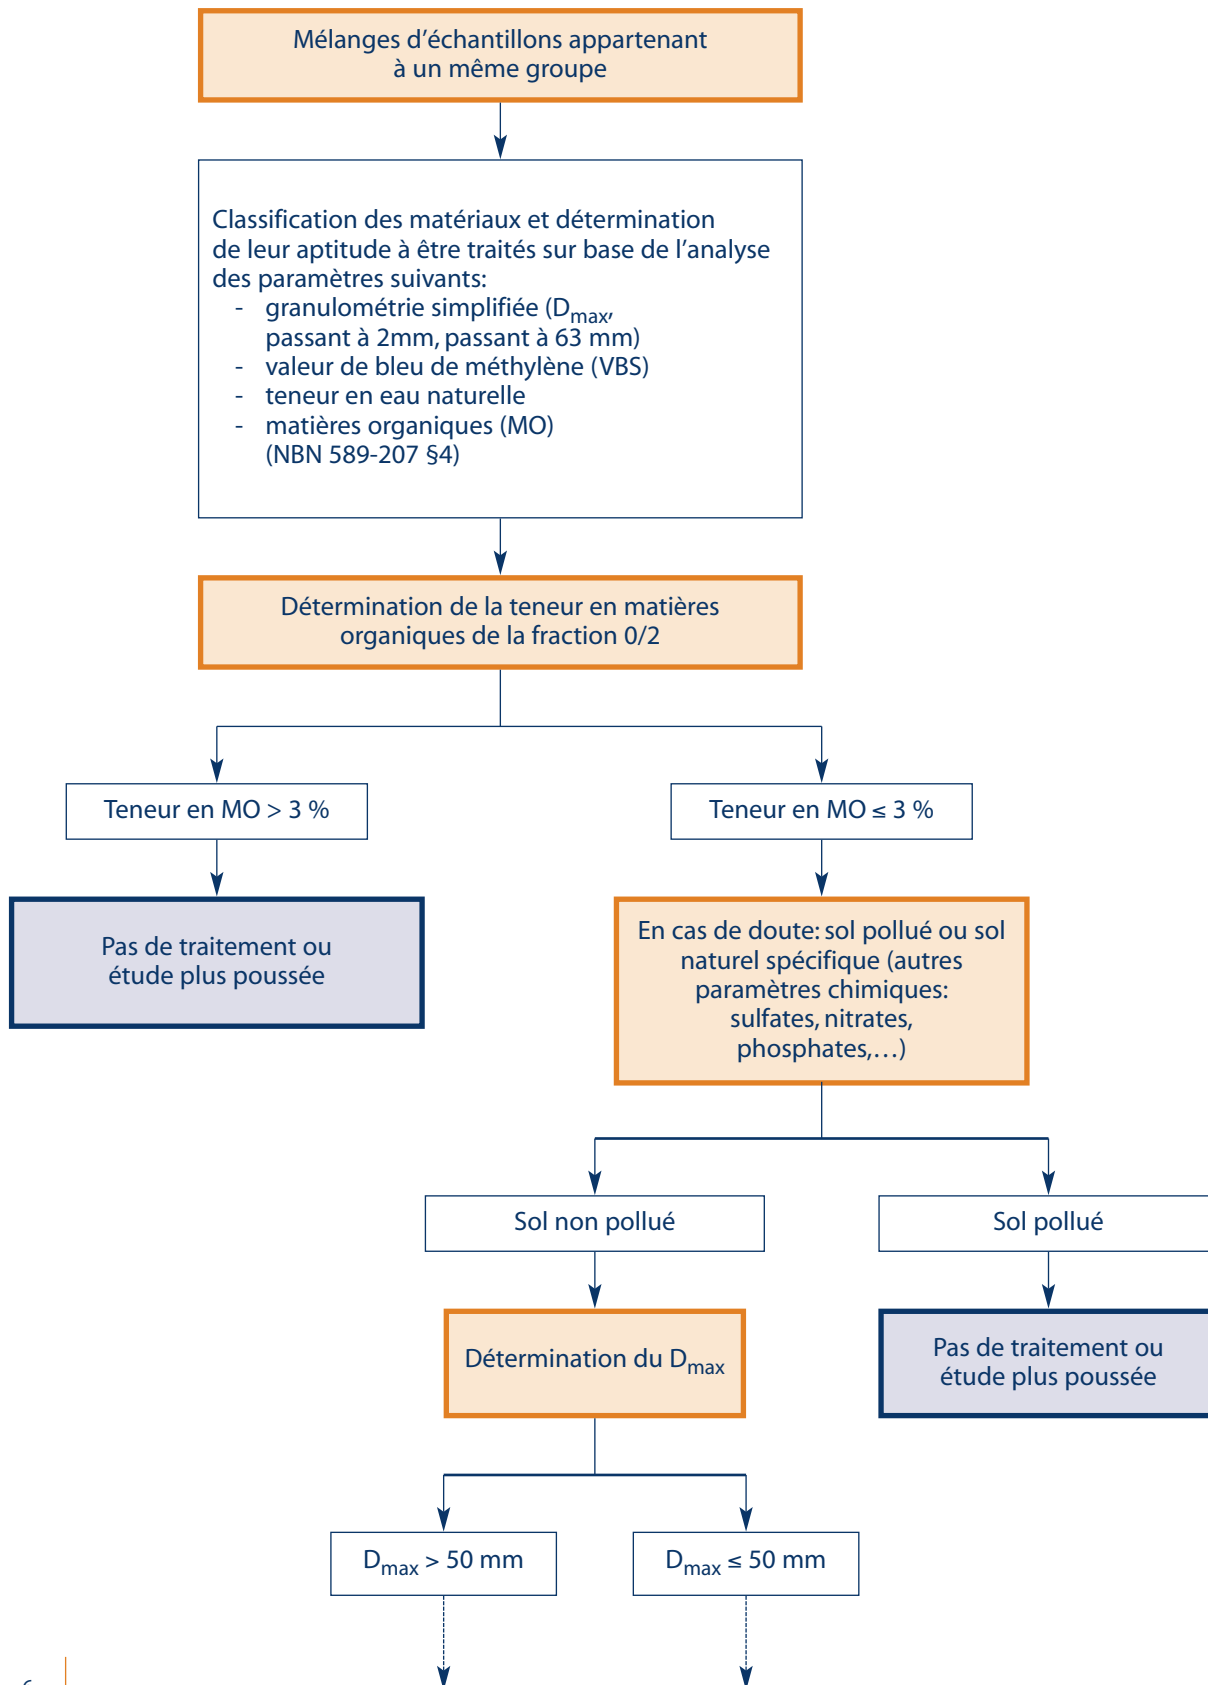 Mélanges d’échantillons appartenant
à un même groupe
Classification des matériaux et détermination
de leur aptitude à être traités sur base de l’analyse
des paramètres suivants:
- granulométrie simplifiée (Dmax,
passant à 2mm, passant à 63 mm)
- valeur de bleu de méthylène (VBS)
- teneur en eau naturelle
- matières organiques (MO)
(NBN 589-207 §4)
Détermination de la teneur en matières
organiques de la fraction 0/2
Teneur en MO > 3 %
Teneur en MO ≤ 3 %
Pas de traitement ou
étude plus poussée
En cas de doute: sol pollué ou sol
naturel spécifique (autres
paramètres chimiques:
sulfates, nitrates,
phosphates,…)
Sol non pollué
Sol pollué
Détermination du Dmax
Pas de traitement ou
étude plus poussée
Dmax > 50 mm
Dmax ≤ 50 mm